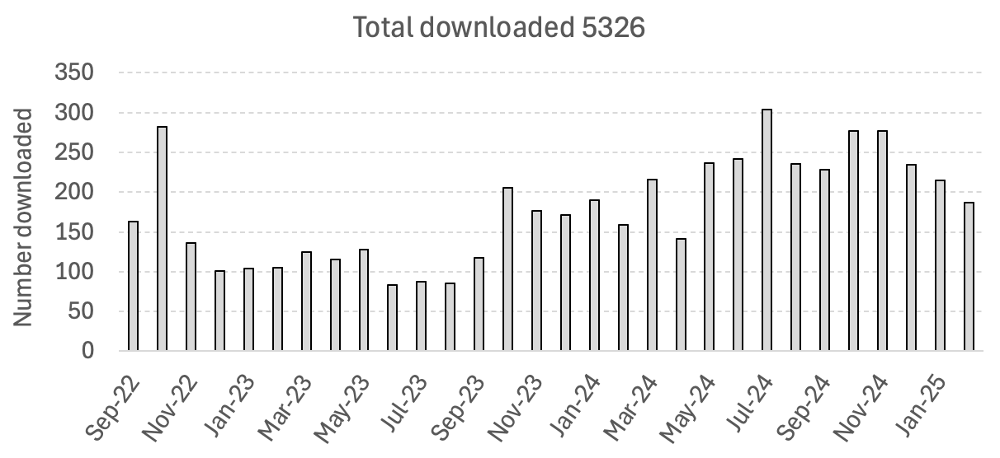 Total downloaded 5326
Number downloaded
350
300
250
200
150
100
50
0
Sep-22
Nov-22
Jan-23
Mar-23
May-23
Jul-23
Sep-23
Nov-23
Jan-24
Mar-24
May-24
Jul-24
Sep-24
Nov-24
Jan-25